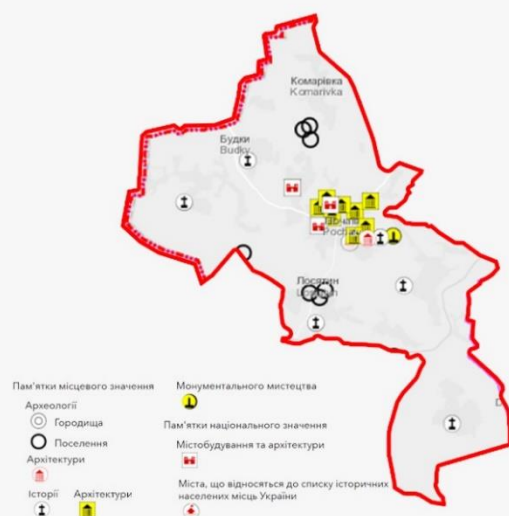 Комарівка
Komarivka
Будки
Budky
Лосятин
Пам'ятки місцевого значення
Археології
Городища
Поселення
Архітектури
Історії
Архітектури
Монументального мистецтва
Пам'ятки національного значення
Містобудування та архітектури
Міста, що відносяться до списку історичних
населених місць України